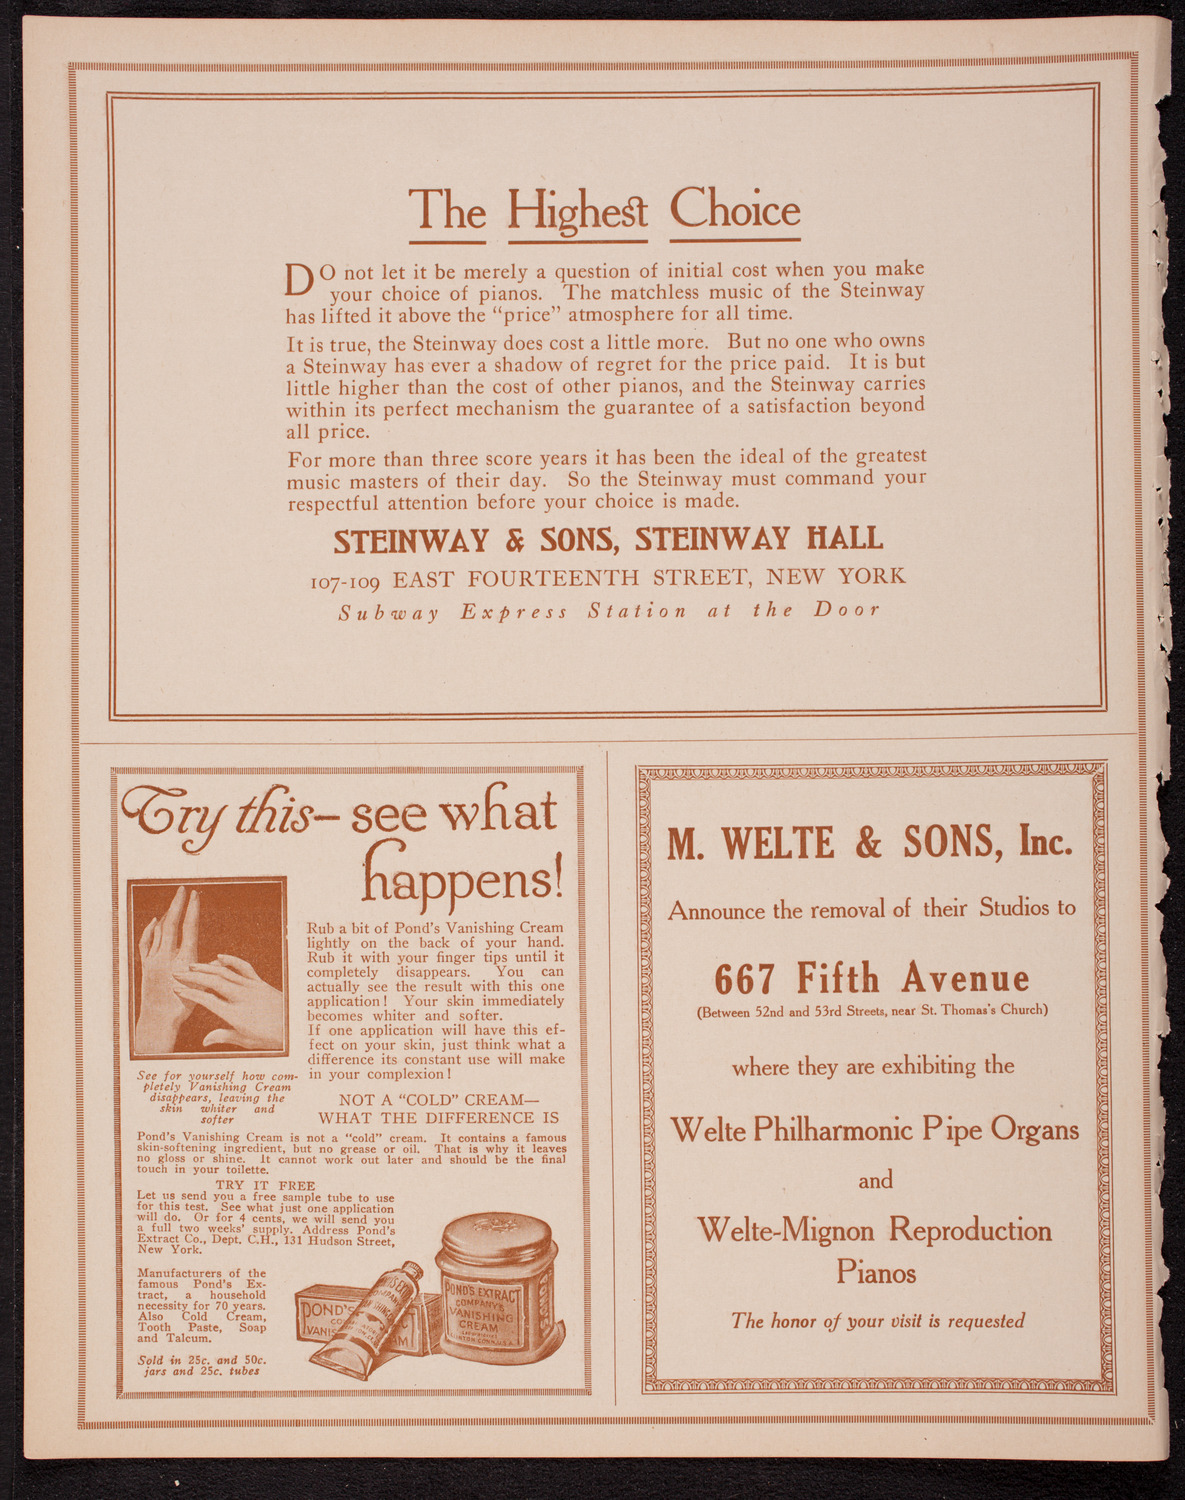 The Highest Choice
DO not let it be merely a question of initial cost when you make
your choice of pianos. The matchless music of the Steinway
has lifted it above the "price" atmosphere for all time.
It is true, the Steinway does cost a little more. But no one who owns
a Steinway has ever a shadow of regret for the price paid. It is but
little higher than the cost of other pianos, and the Steinway carries
within its perfect mechanism the guarantee of a satisfaction beyond
all price.
For more than three score years it has been the ideal of the greatest
music masters of their day. So the Steinway must command your
respectful attention before your choice is made.
STEINWAY & SONS, STEINWAY HALL
107-109 EAST FOURTEENTH STREET, NEW YORK
Subway Express Station at the Door
Try this—see what
happens!
Rub a bit of Pond's Vanishing Cream
lightly on the back of your hand.
Rub it with your finger tips until it
completely disappears. You can
actually see the result with this one
application! Your skin immediately
becomes whiter and softer.
If one application will have this ef-
fect on your skin, just think what a
difference its constant use will make
in your complexion!
See for yourself how com-
pletely Vanishing Cream
disappears, leaving the
skin whiter and
softer
NOT A "COLD" CREAM—
WHAT THE DIFFERENCE IS
Pond's Vanishing Cream is not a "cold" cream. It contains a famous
skin-softening ingredient, but no grease or oil. That is why it leaves
no gloss or shine. It cannot work out later and should be the final
touch in your toilette.
TRY IT FREE
Let us send you a free sample tube to use
for this test. See what just one application
will do. Or for 4 cents, we will send you
a full two weeks' supply. Address Pond's
Extract Co., Dept. C.H., 131 Hudson Street,
New York.
Manufacturers of the
famous Pond's Ex-
tract, a household
necessity for 70 years.
Also Cold Cream,
Tooth Paste, Soap
and Talcum.
Sold in 25c. and 50c.
jars and 25c. tubes
POND'S
VANIS
POND'S EXTRACT
COMPANY'S
VANISHING
CREAM
M. WELTE & SONS, Inc.
Announce the removal of their Studios to
667 Fifth Avenue
(Between 52nd and 53rd Streets, near St. Thomas's Church)
where they are exhibiting the
Welte Philharmonic Pipe Organs
and
Welte-Mignon Reproduction
Pianos
The honor of your visit is requested